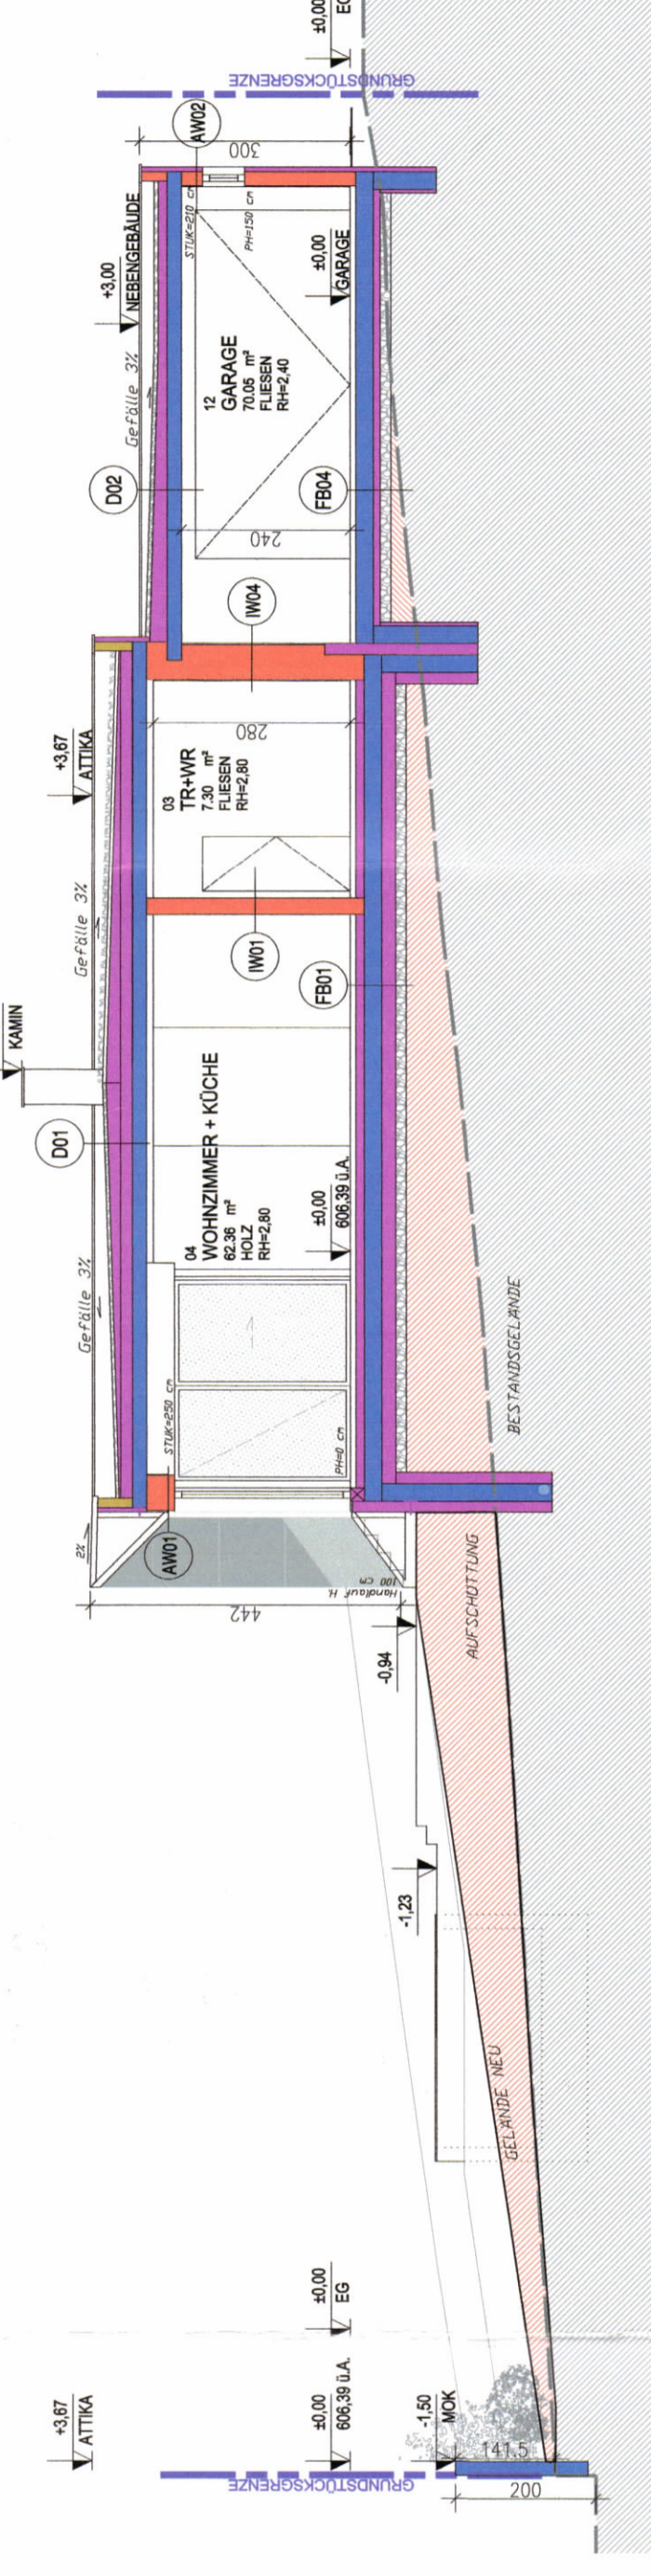 ±0,00
EG
GRUNDSTÜCKSGRENZE
300
AW02
+3,00
NEBENGEBÄUDE
Gefälle 3%
STUK=210 cm
PH=150 cm
±0,00
GARAGE
12
GARAGE
70.05 m²
FLIESEN
RH=2,40
D02
FB04
240
IW04
+3,67
ATTIKA
280
03
TR+WR
7.30 m²
FLIESEN
RH=2,80
Gefälle 3%
IW01
FB01
KAMIN
D01
04
WOHNZIMMER + KÜCHE
62.36 m²
HOLZ
RH=2,80
±0,00
606,39 ü.A.
Gefälle 3%
STUK=250 cm
PH=0 cm
BESTANDSGELÄNDE
2%
AW01
Handlauf H.
100 cm
442
AUFSCHÜTTUNG
-0,94
-1,23
GELÄNDE NEU
±0,00
EG
+3,67
ATTIKA
±0,00
606,39 ü.A.
-1,50
MOK
141.5
200
GRUNDSTÜCKSGRENZE